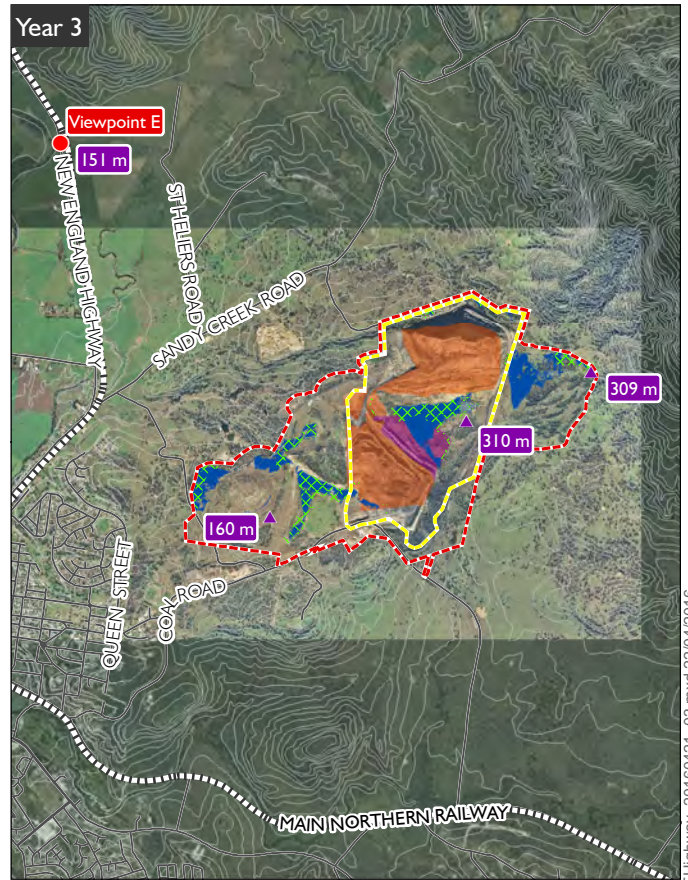 Year 3
Viewpoint E
151 m
NEW ENGLAND HIGHWAY
ST HELIERS ROAD
SANDY CREEK ROAD
309 m
310 m
160 m
QUEEN STREET
COAL ROAD
MAIN NORTHERN RAILWAY